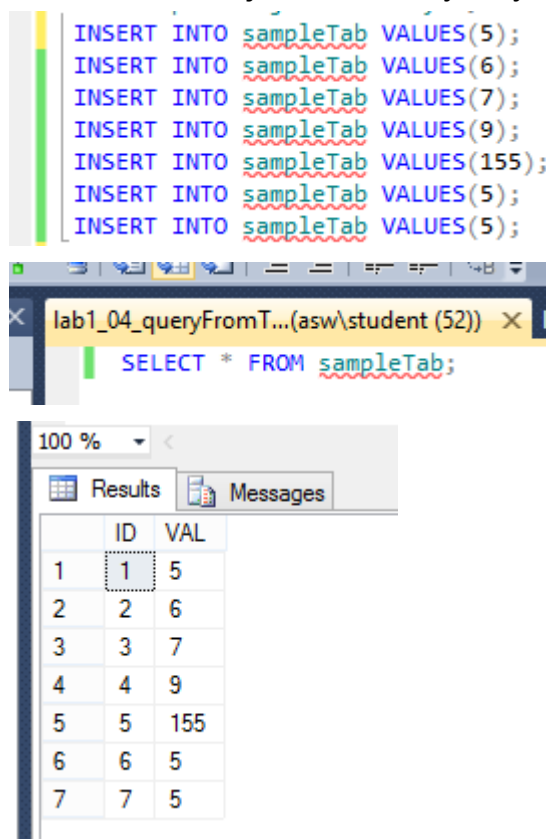 INSERT INTO sampleTab VALUES(5);
INSERT INTO sampleTab VALUES(6);
INSERT INTO sampleTab VALUES(7);
INSERT INTO sampleTab VALUES(9);
INSERT INTO sampleTab VALUES(155);
INSERT INTO sampleTab VALUES(5);
INSERT INTO sampleTab VALUES(5);
lab1_04_queryFromT...(asw\student (52))
SELECT * FROM sampleTab;
100 %
Results Messages
ID VAL
1 1 5
2 2 6
3 3 7
4 4 9
5 5 155
6 6 5
7 7 5